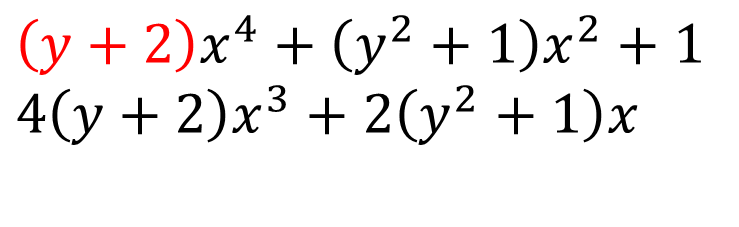 (y + 2)x⁴ + (y² + 1)x² + 1
4(y + 2)x³ + 2(y² + 1)x